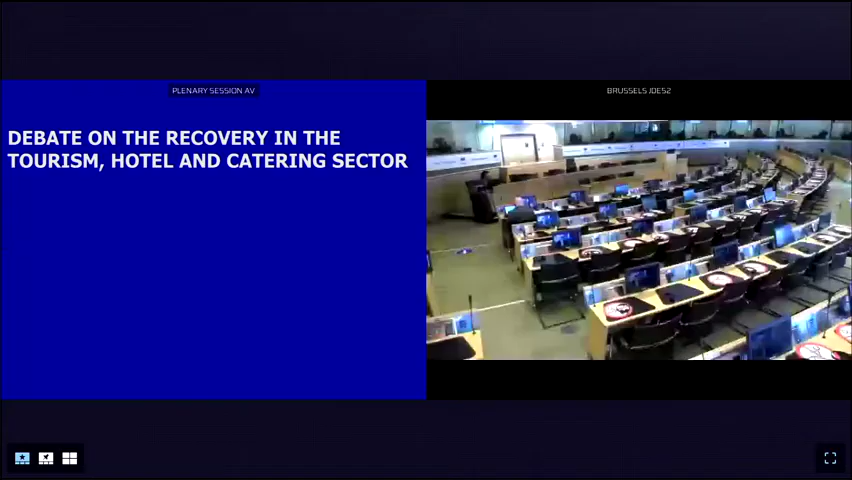 PLENARY SESSION AV
DEBATE ON THE RECOVERY IN THE
TOURISM, HOTEL AND CATERING SECTOR
BRUSSELS JDE52